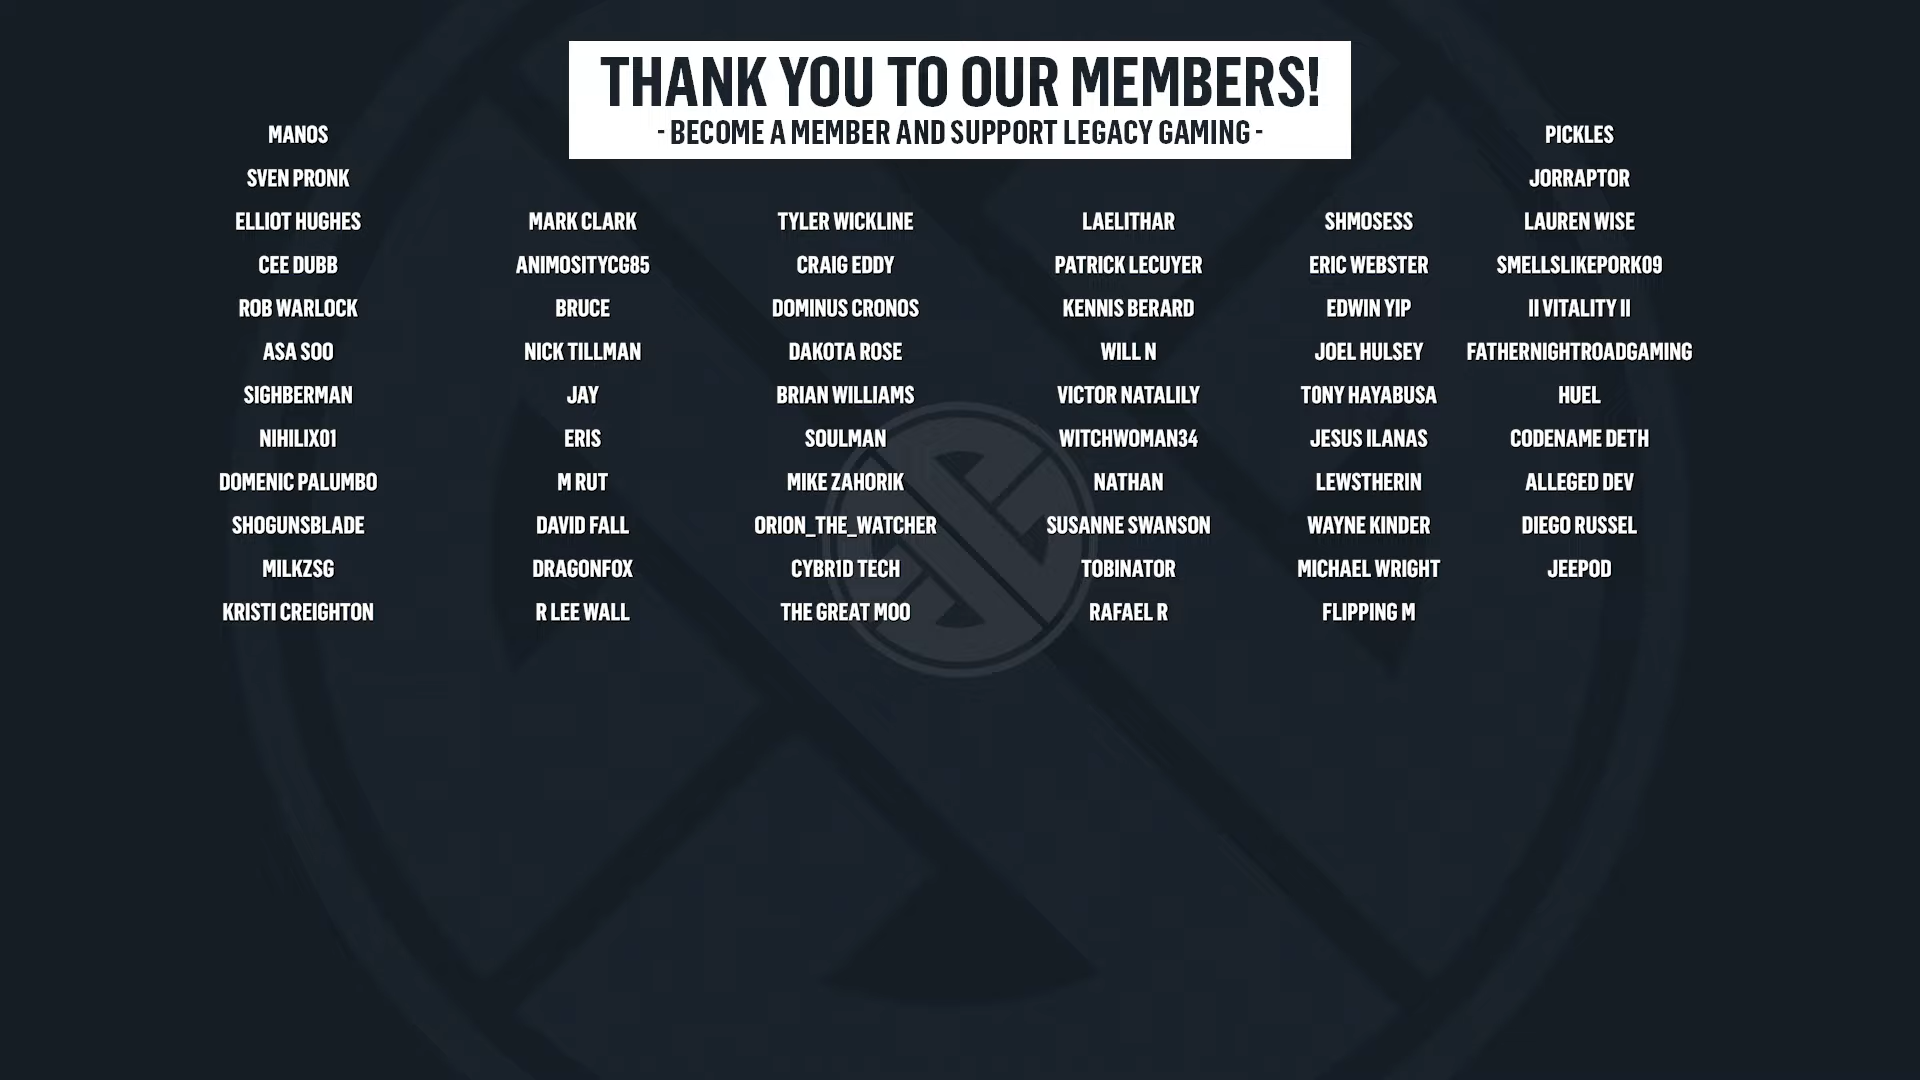 THANK YOU TO OUR MEMBERS!
- BECOME A MEMBER AND SUPPORT LEGACY GAMING -
MANOS
SVEN PRONK
ELLIOT HUGHES
CEE DUBB
ROB WARLOCK
ASA SOO
SIGHBERMAN
NIHILIX01
DOMENIC PALUMBO
SHOGUNSBLADE
MILKZSG
KRISTI CREIGHTON
MARK CLARK
ANIMOSITYCG85
BRUCE
NICK TILLMAN
JAY
ERIS
M RUT
DAVID FALL
DRAGONFOX
R LEE WALL
TYLER WICKLINE
CRAIG EDDY
DOMINUS CRONOS
DAKOTA ROSE
BRIAN WILLIAMS
SOULMAN
MIKE ZAHORIK
ORION_THE_WATCHER
CYBR1D TECH
THE GREAT MOO
LAELITHAR
PATRICK LECUYER
KENNIS BERARD
WILL N
VICTOR NATALILY
WITCHWOMAN34
NATHAN
SUSANNE SWANSON
TOBINATOR
RAFAEL R
SHMOSESS
ERIC WEBSTER
EDWIN YIP
JOEL HULSEY
TONY HAYABUSA
JESUS ILANAS
LEWSTHERIN
WAYNE KINDER
MICHAEL WRIGHT
FLIPPING M
PICKLES
JORRAPTOR
LAUREN WISE
SMELLSLIKEPORK09
II VITALITY II
FATHERNIGHTROADGAMING
HUEL
CODENAME DETH
ALLEGED DEV
DIEGO RUSSEL
JEEPOD